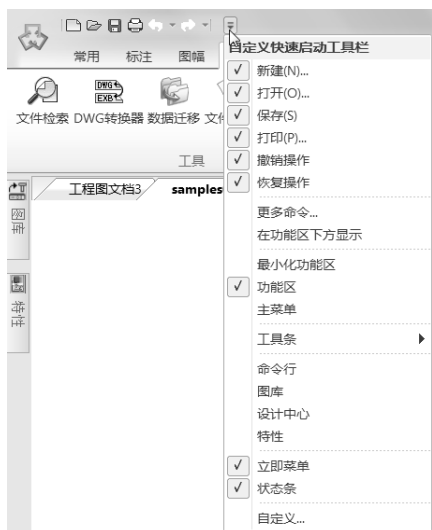 自定义快速启动工具栏
常用 标注 图幅
新建(N)...
打开(O)...
保存(S)
打印(P)...
撤销操作
恢复操作
DWG
EXB
文件检索 DWG转换器 数据迁移 文件
工具
工程图文档3 samples
图库
特性
更多命令...
在功能区下方显示
最小化功能区
功能区
主菜单
工具条
命令行
图库
设计中心
特性
立即菜单
状态条
自定义...